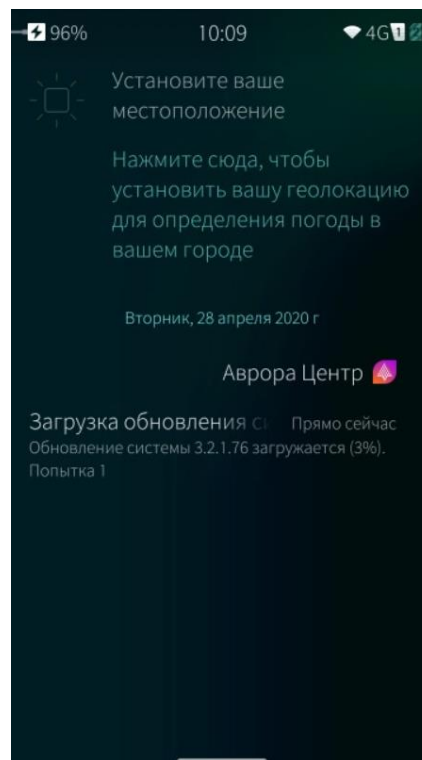 96% 10:09 4G 1
Установите ваше
местоположение
Нажмите сюда, чтобы
установить вашу геолокацию
для определения погоды в
вашем городе
Вторник, 28 апреля 2020 г
Аврора Центр
Загрузка обновления Прямо сейчас
Обновление системы 3.2.1.76 загружается (3%).
Попытка 1